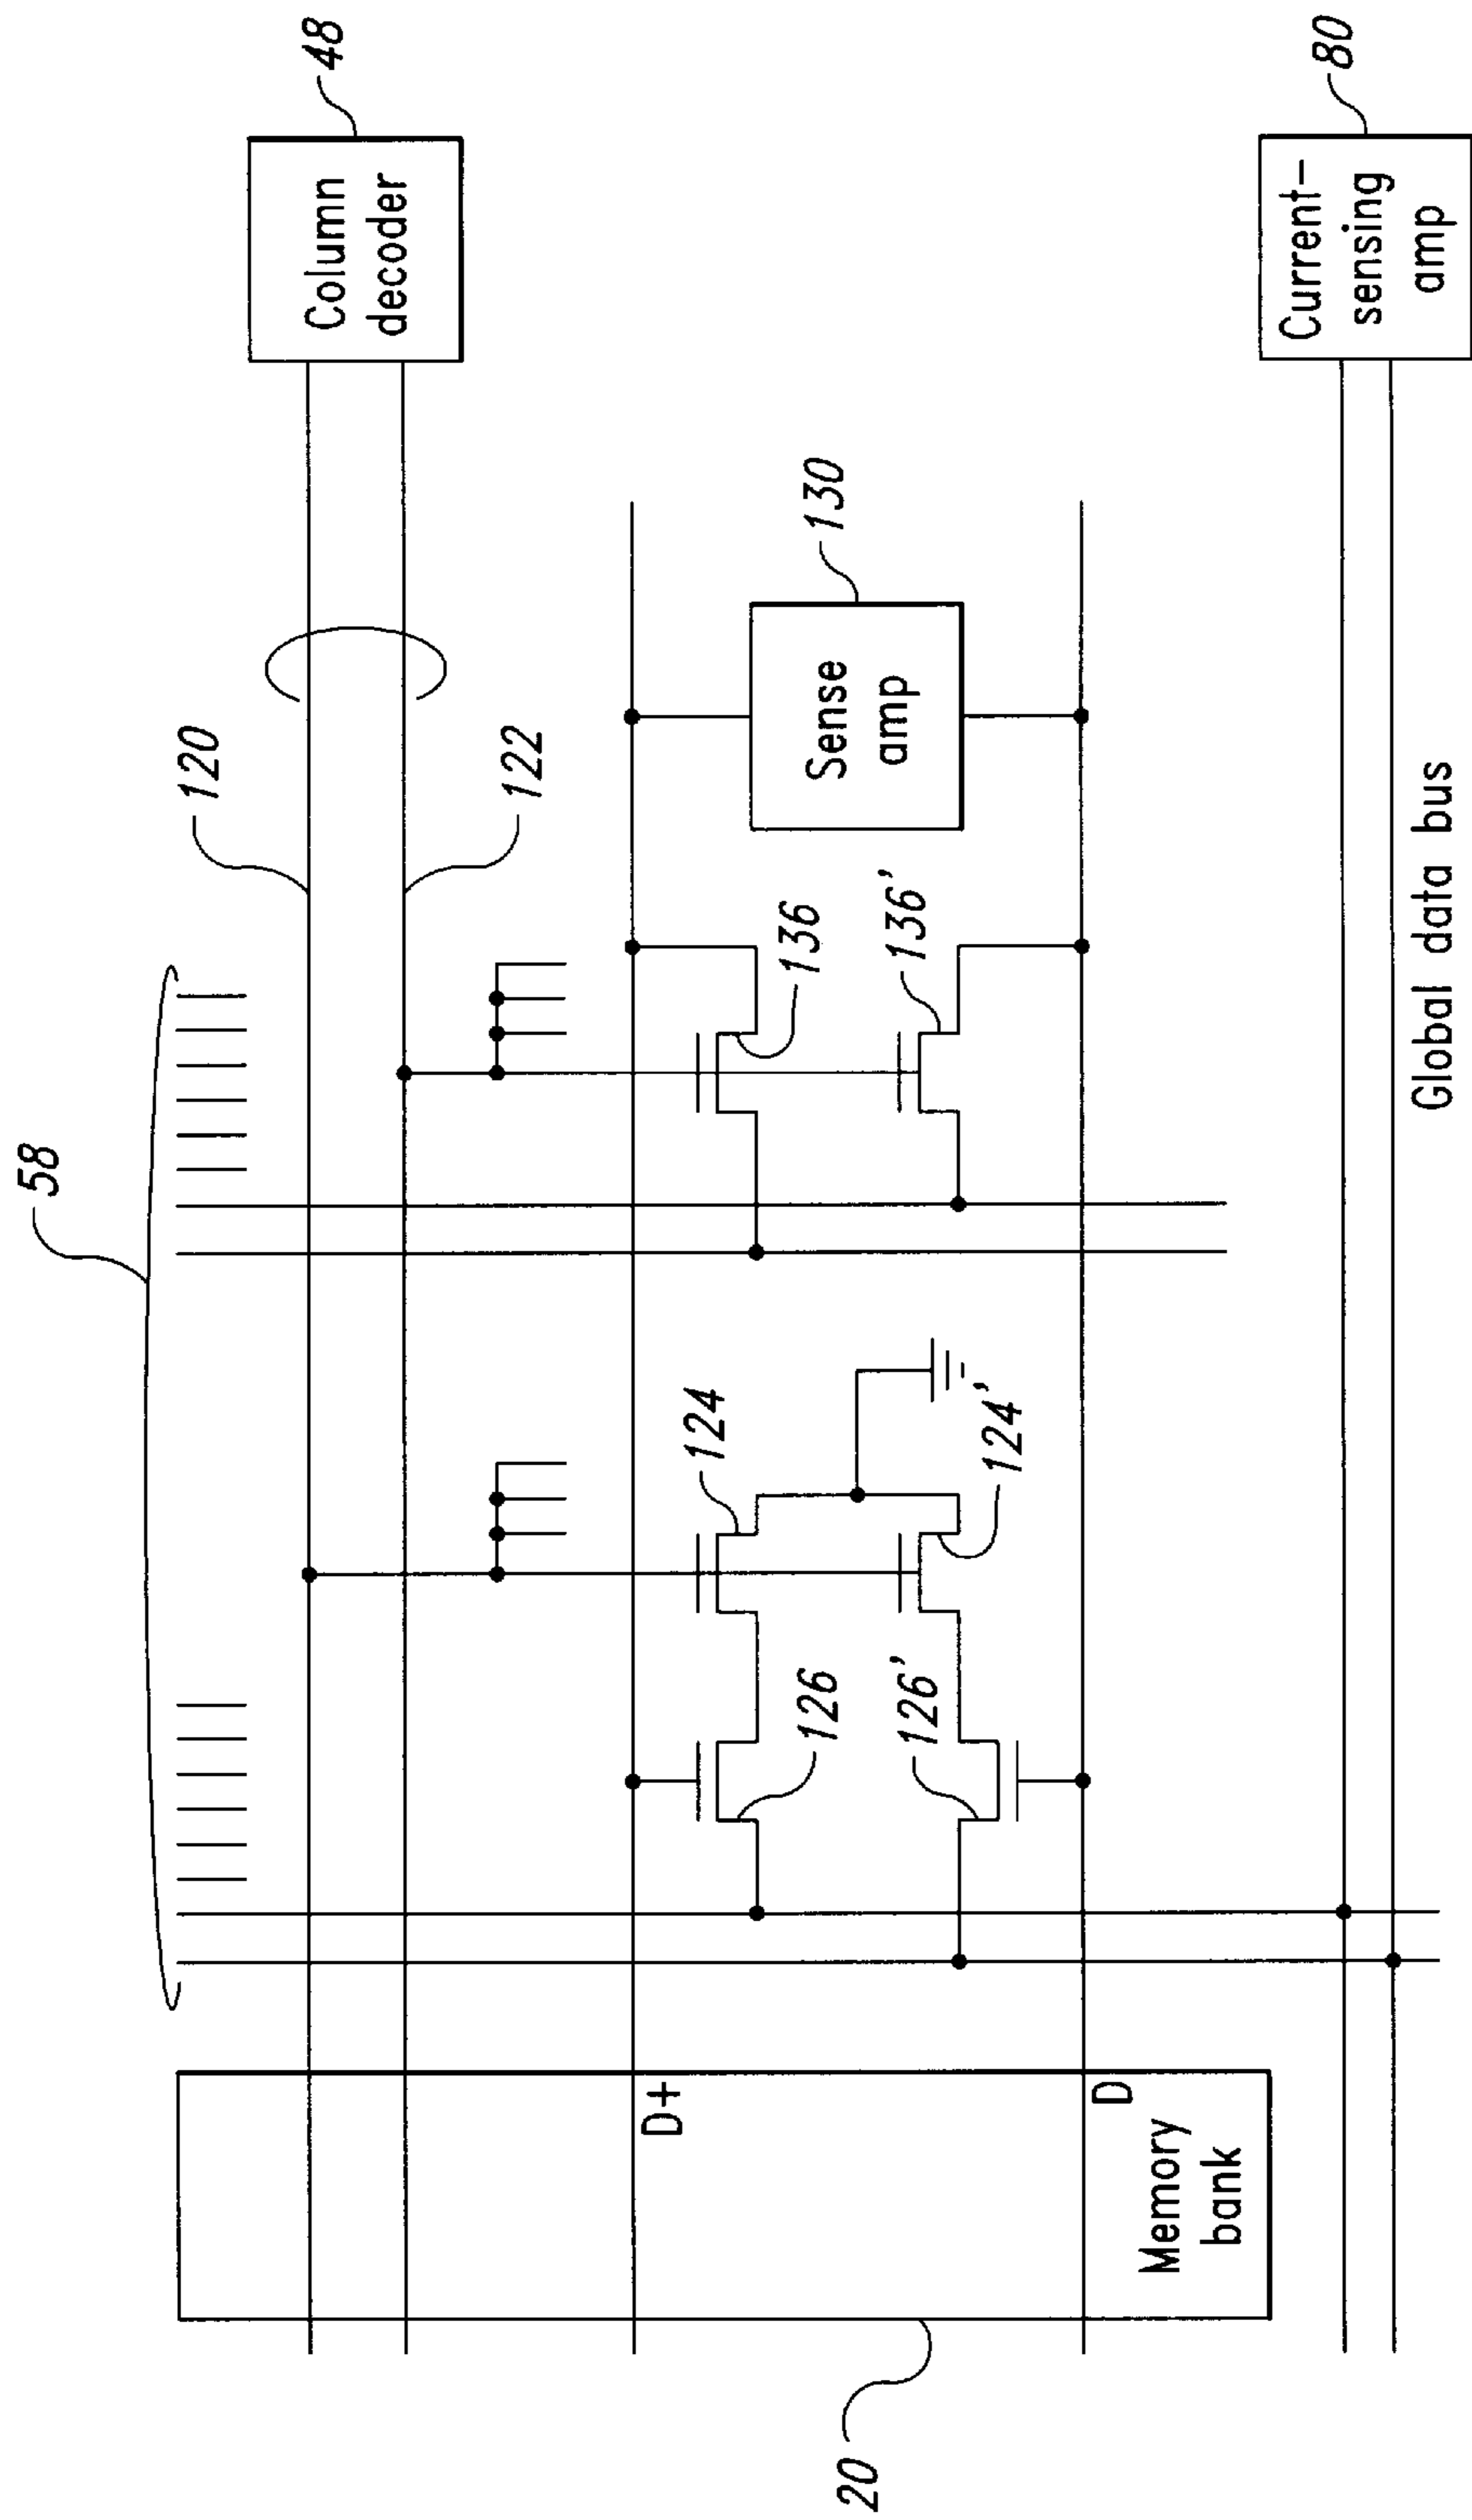 58
120
48
Column
decoder
122
124
136
130
126
136'
Sense
amp
D+
126'
124'
20
D
Memory
bank
80
Current-
sensing
amp
Global data bus